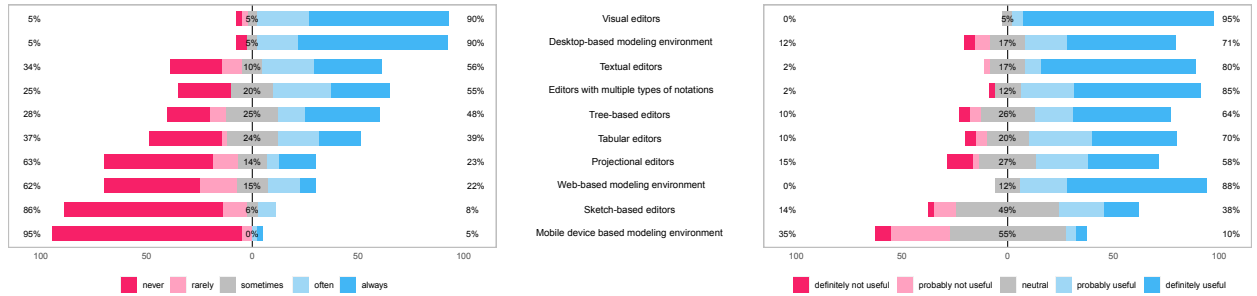 5% 5% 90% Visual editors 0% 5% 95%
5% 5% 90% Desktop-based modeling environment 12% 17% 71%
34% 10% 56% Textual editors 2% 17% 80%
25% 20% 55% Editors with multiple types of notations 2% 12% 85%
28% 25% 48% Tree-based editors 10% 26% 64%
37% 24% 39% Tabular editors 10% 20% 70%
63% 14% 23% Projectional editors 15% 27% 58%
62% 15% 22% Web-based modeling environment 0% 12% 88%
86% 6% 8% Sketch-based editors 14% 49% 38%
95% 0% 5% Mobile device based modeling environment 35% 55% 10%
100 50 0 50 100 100 50 0 50 100
never rarely sometimes often always definitely not useful probably not useful neutral probably useful definitely useful